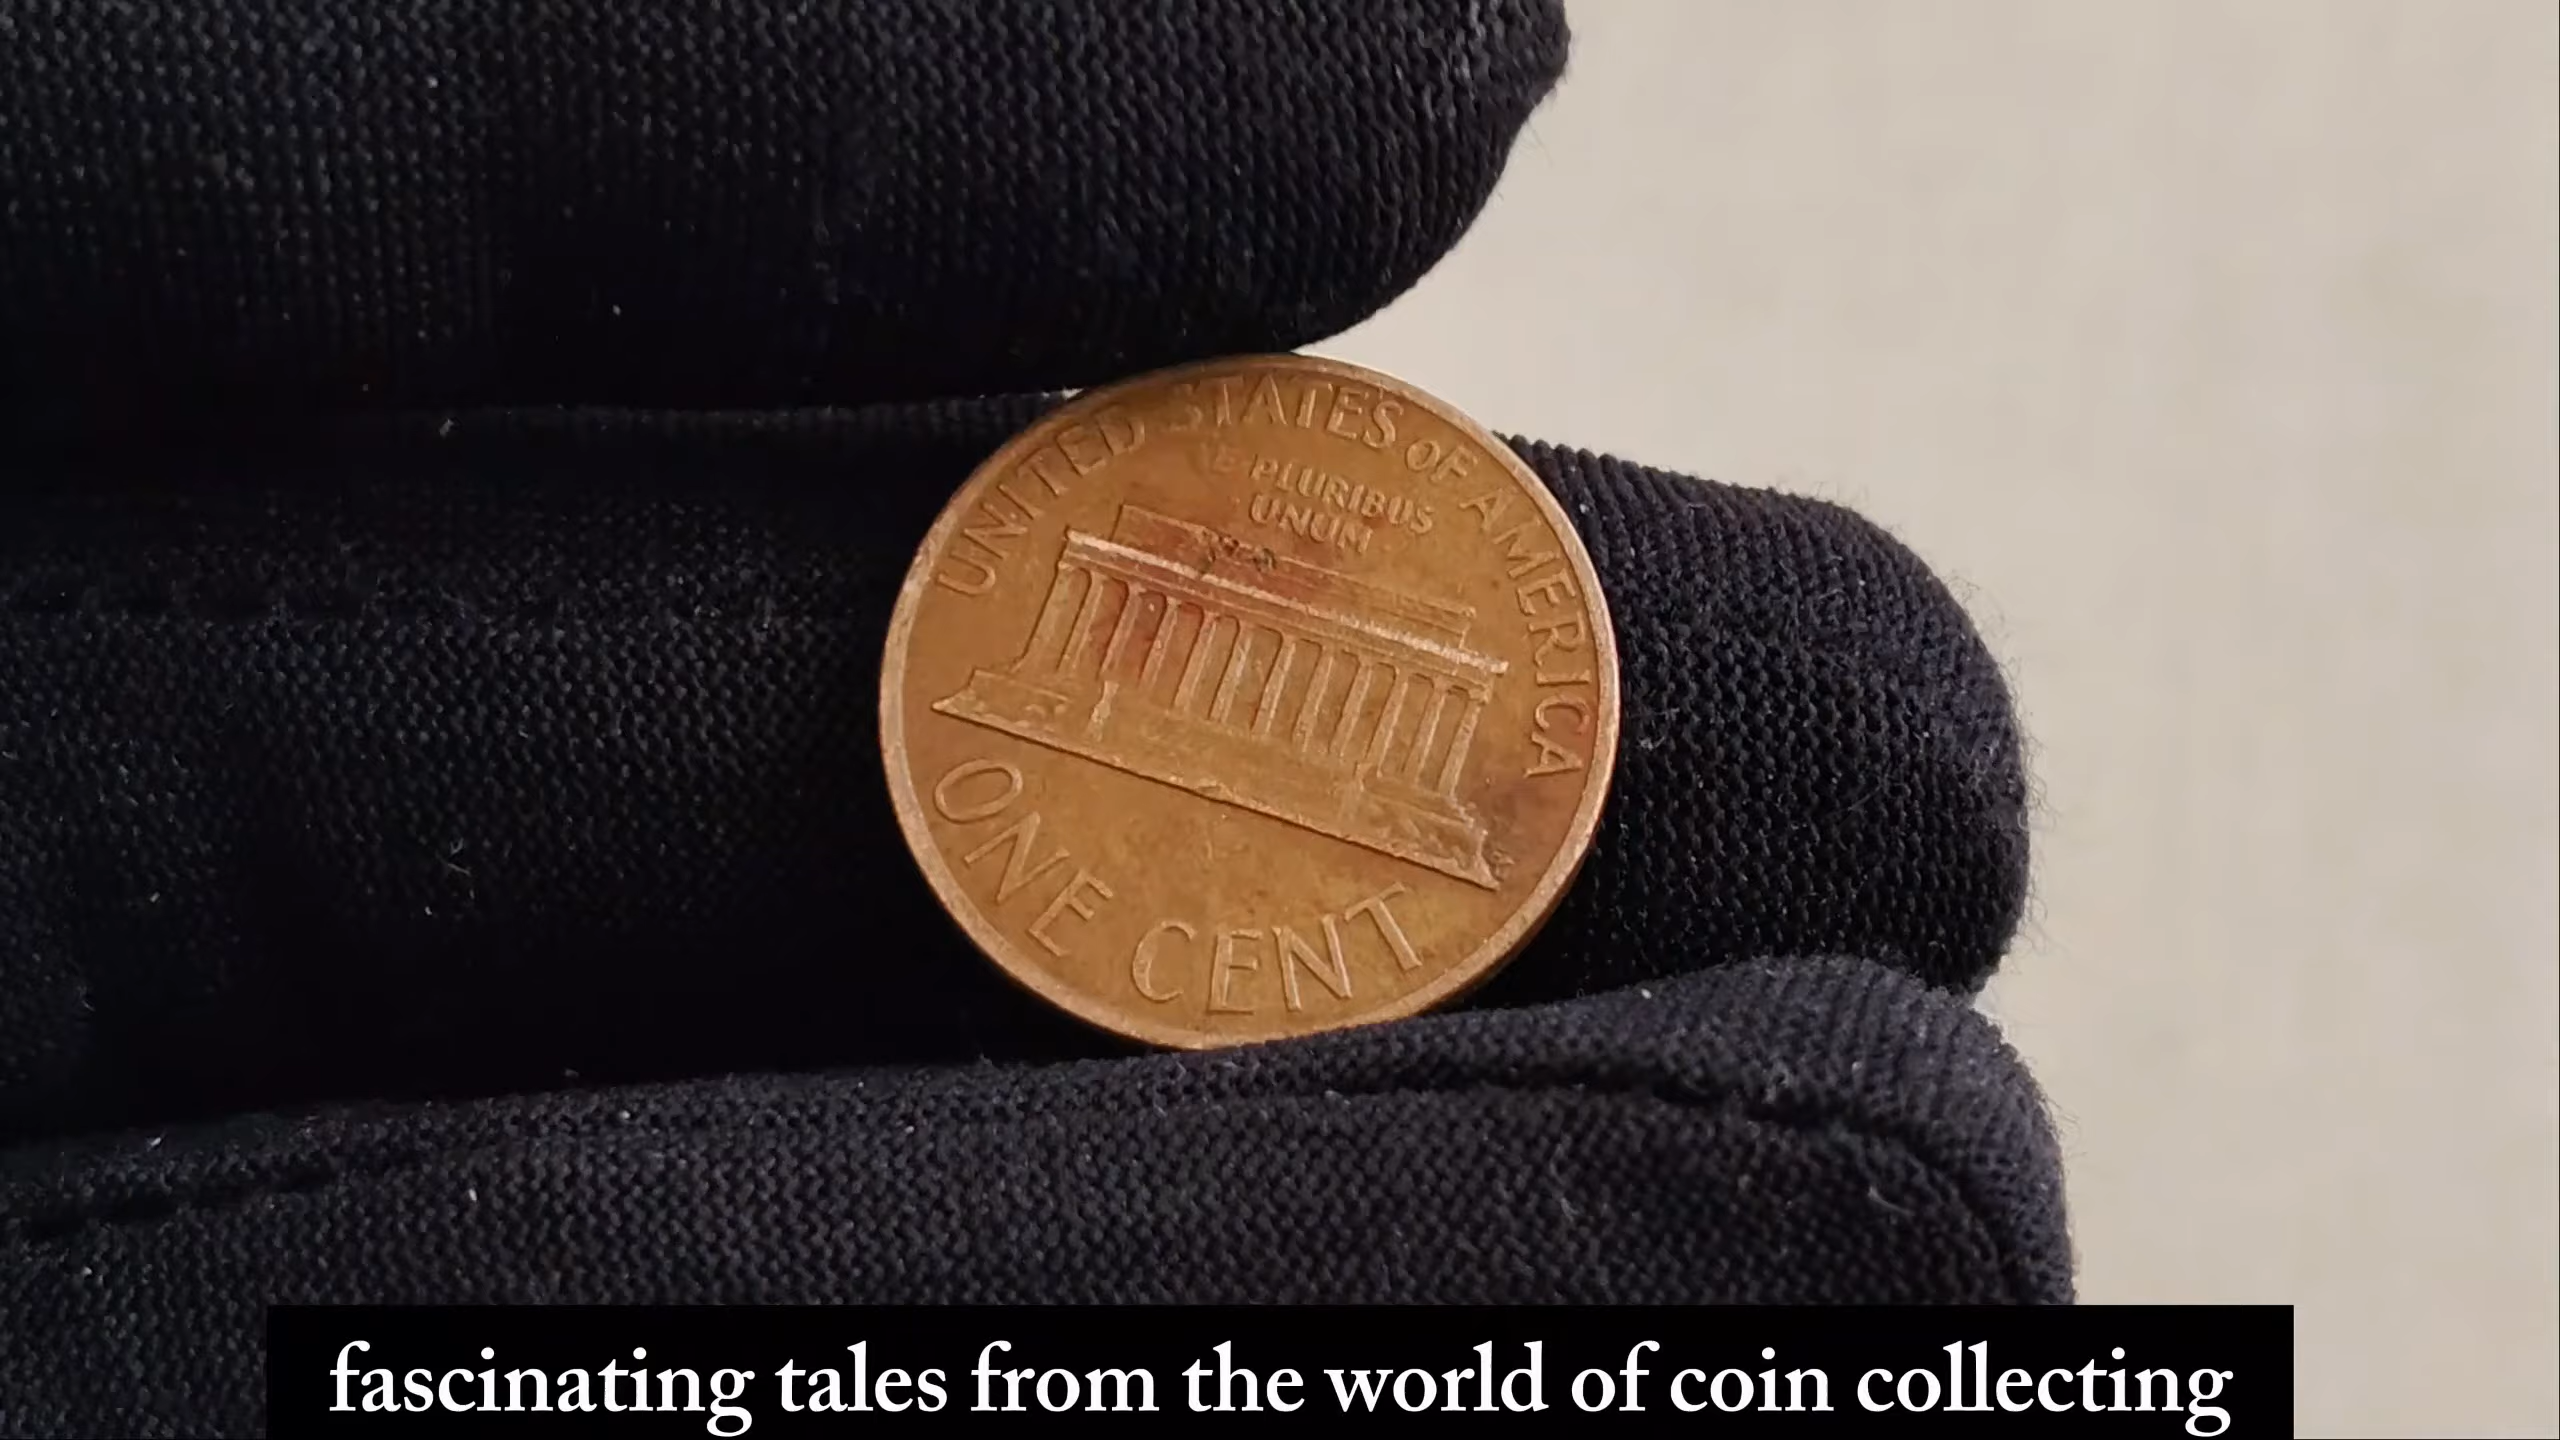 UNITED STATES OF AMERICA
E PLURIBUS
UNUM
ONE CENT
fascinating tales from the world of coin collecting